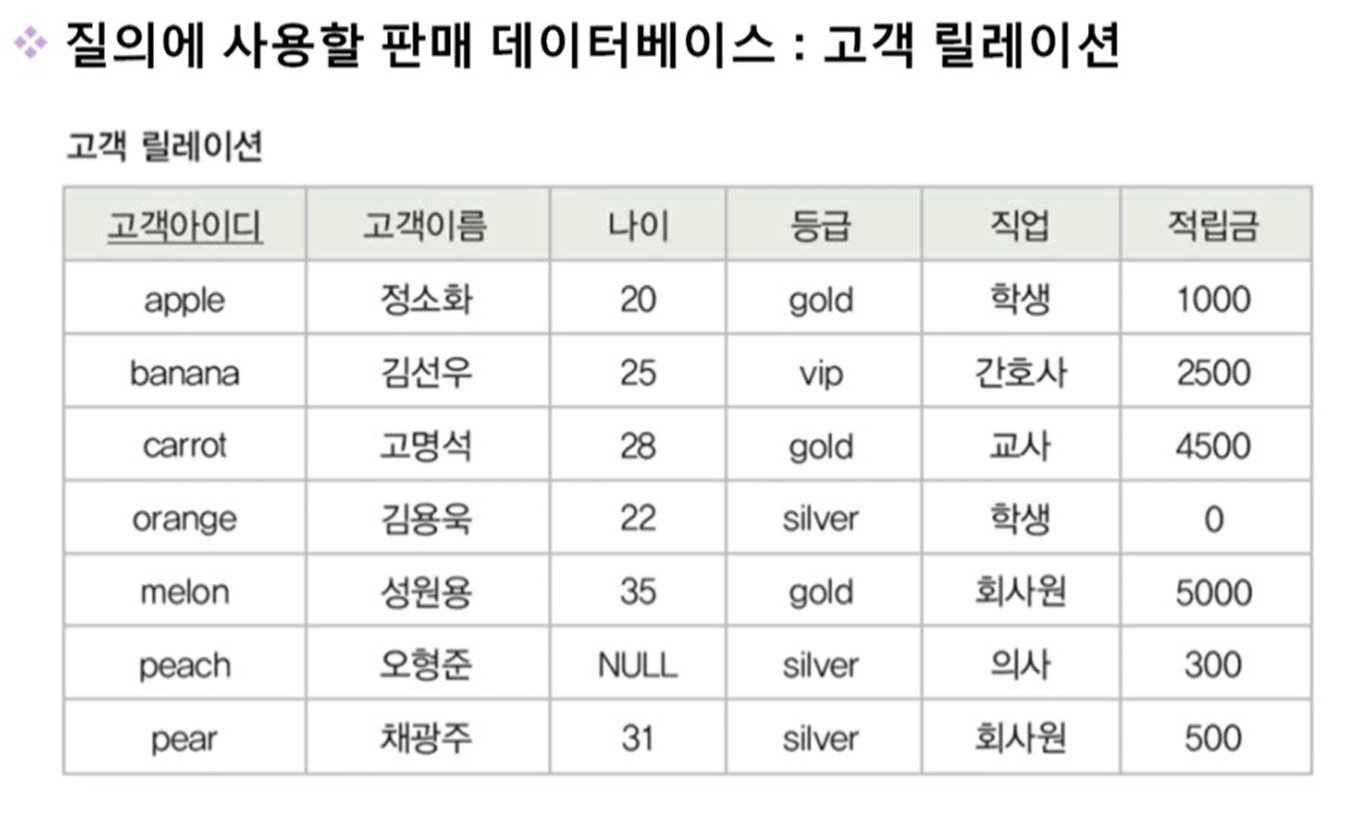 질의에 사용할 판매 데이터베이스 : 고객 릴레이션
고객 릴레이션
고객아이디 고객이름 나이 등급 직업 적립금
apple 정소화 20 gold 학생 1000
banana 김선우 25 vip 간호사 2500
carrot 고명석 28 gold 교사 4500
orange 김용욱 22 silver 학생 0
melon 성원용 35 gold 회사원 5000
peach 오형준 NULL silver 의사 300
pear 채광주 31 silver 회사원 500